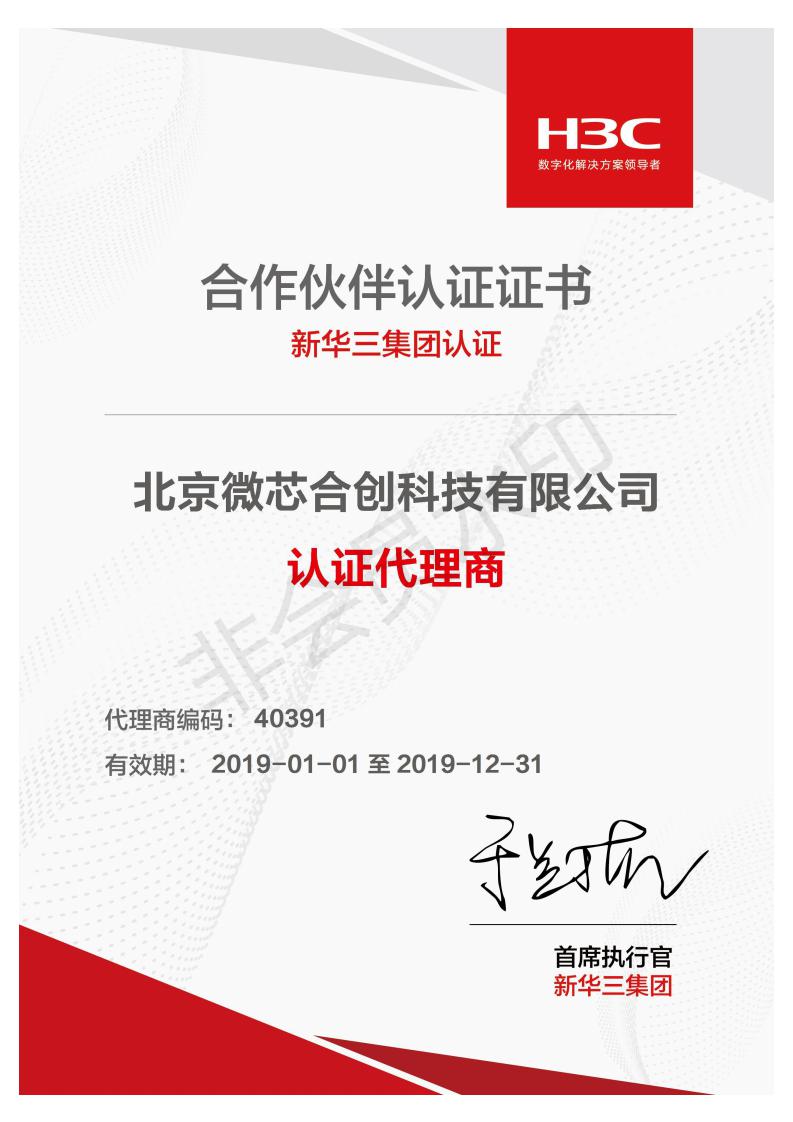 H3C
数字化解决方案领导者
合作伙伴认证证书
新华三集团认证
北京微芯合创科技有限公司
认证代理商
非会员水印
代理商编码： 40391
有效期： 2019-01-01 至 2019-12-31
首席执行官
新华三集团